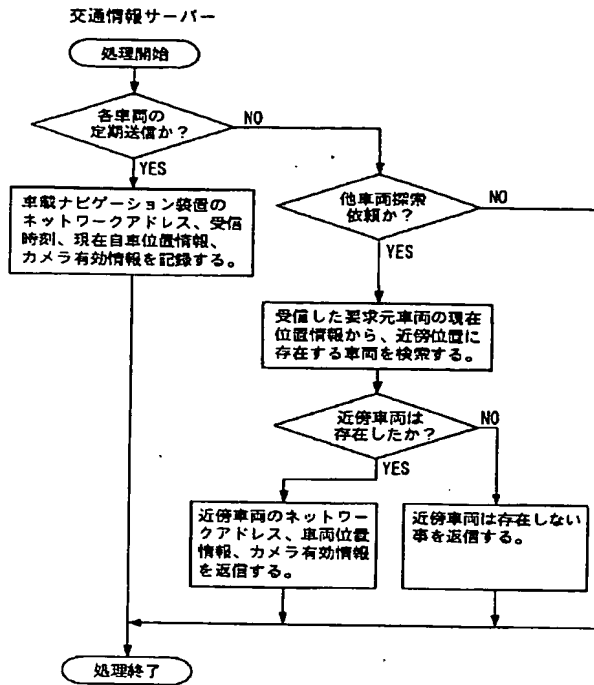 交通情報サーバー
処理開始
各車両の
定期送信か?
NO
YES
車載ナビゲーション装置の
ネットワークアドレス、受信
時刻、現在自車位置情報、
カメラ有効情報を記録する。
他車両探索
依頼か?
NO
YES
受信した要求元車両の現在
位置情報から、近傍位置に
存在する車両を検索する。
近傍車両は
存在したか?
NO
YES
近傍車両のネットワー
クアドレス、車両位置
情報、カメラ有効情報
を返信する。
近傍車両は存在しない
事を返信する。
処理終了